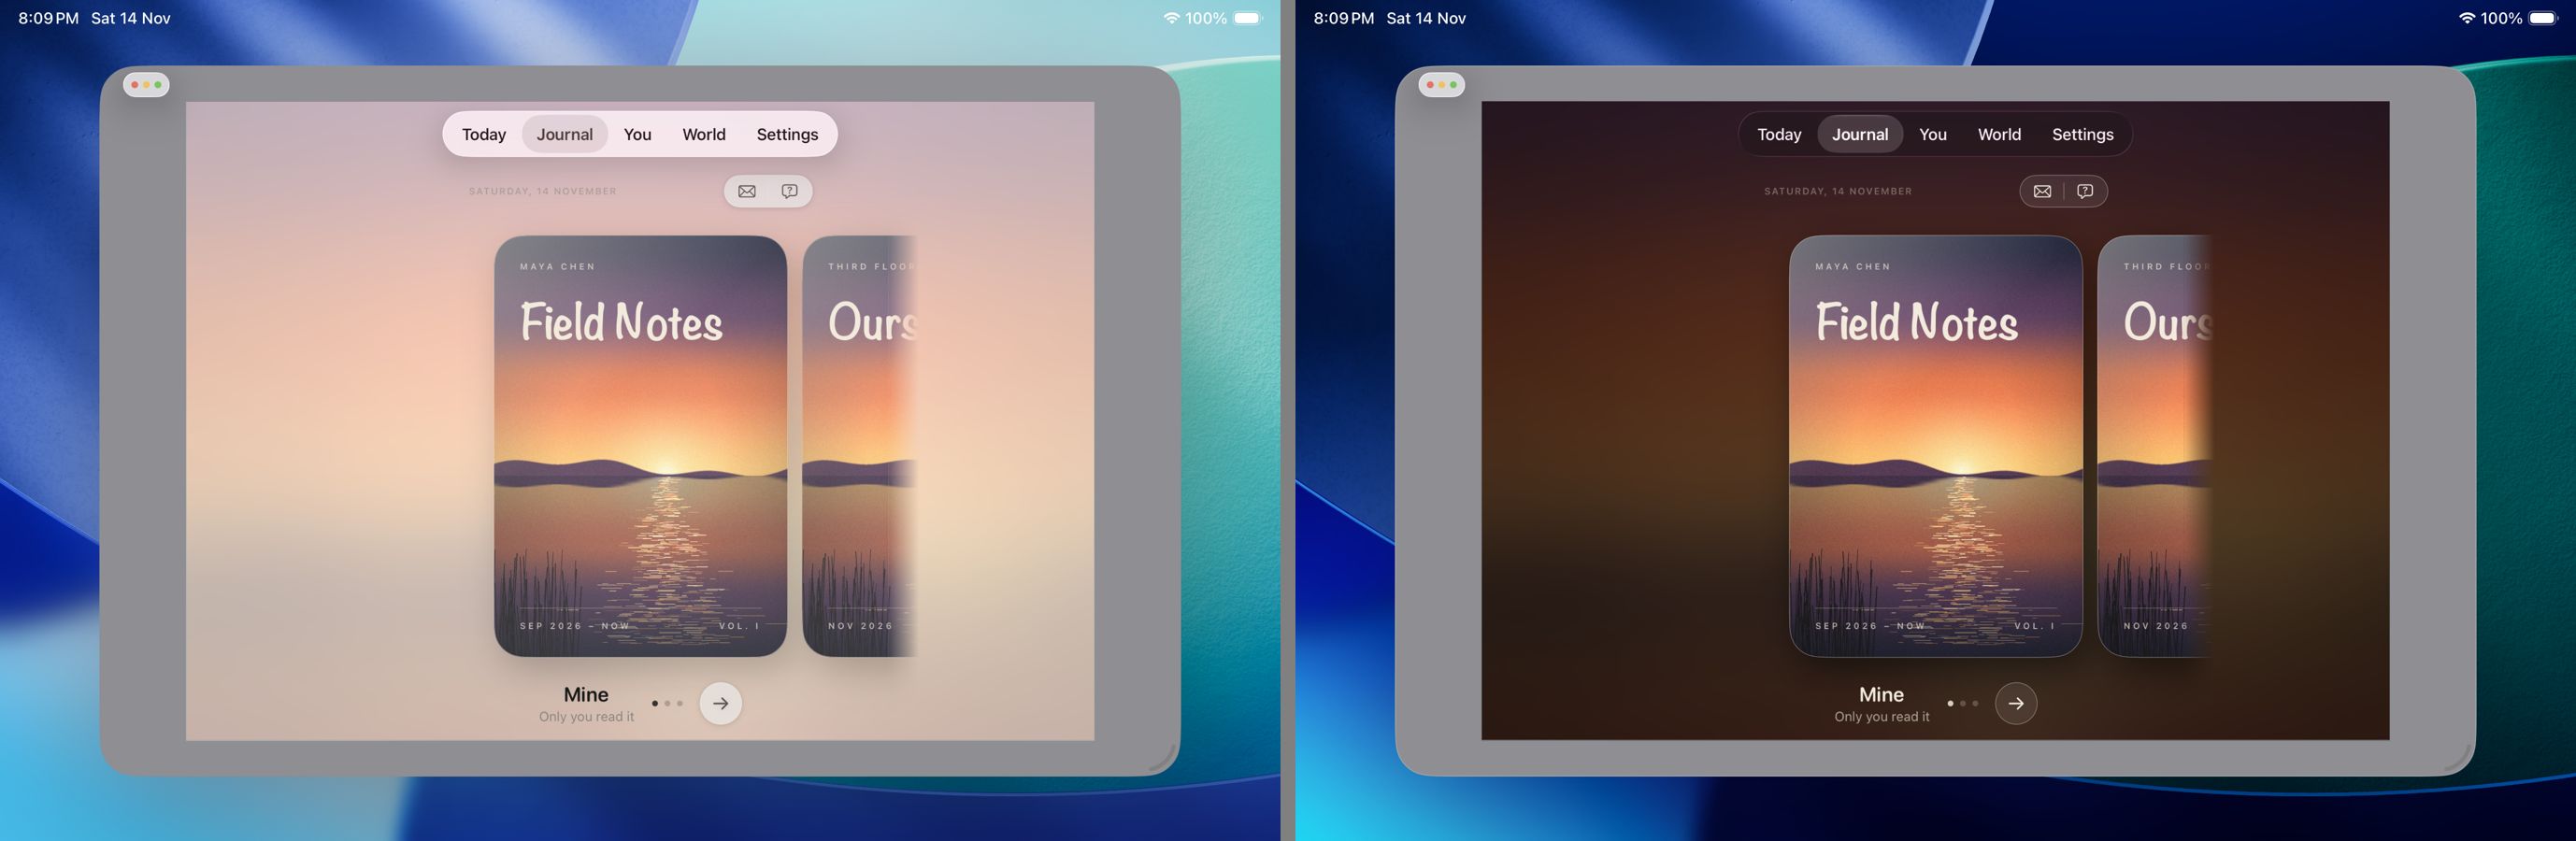 8:09 PM Sat 14 Nov
100%
Today Journal You World Settings
SATURDAY, 14 NOVEMBER
MAYA CHEN
Field Notes
SEP 2026 – NOW VOL. I
THIRD FLOOR
Ours
NOV 2026
Mine
Only you read it
8:09 PM Sat 14 Nov
100%
Today Journal You World Settings
SATURDAY, 14 NOVEMBER
MAYA CHEN
Field Notes
SEP 2026 – NOW VOL. I
THIRD FLOOR
Ours
NOV 2026
Mine
Only you read it